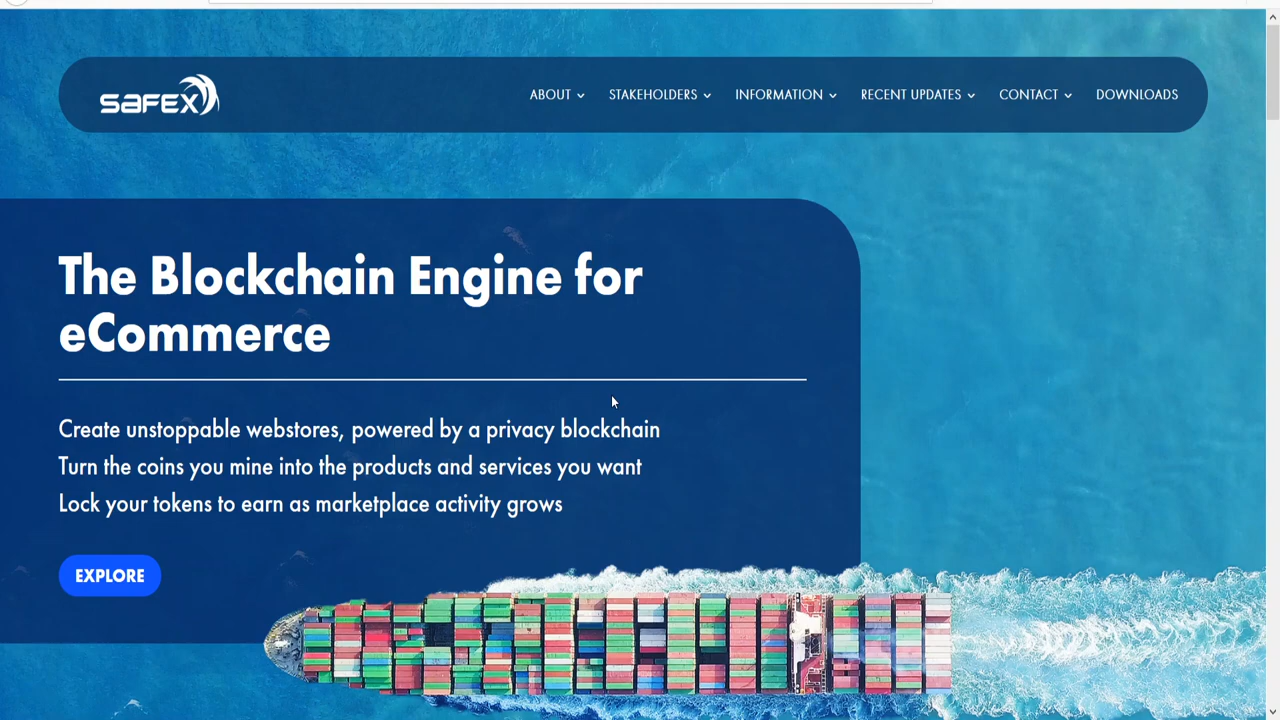 SAFEX
ABOUT
STAKEHOLDERS
INFORMATION
RECENT UPDATES
CONTACT
DOWNLOADS
The Blockchain Engine for
eCommerce
Create unstoppable webstores, powered by a privacy blockchain
Turn the coins you mine into the products and services you want
Lock your tokens to earn as marketplace activity grows
EXPLORE